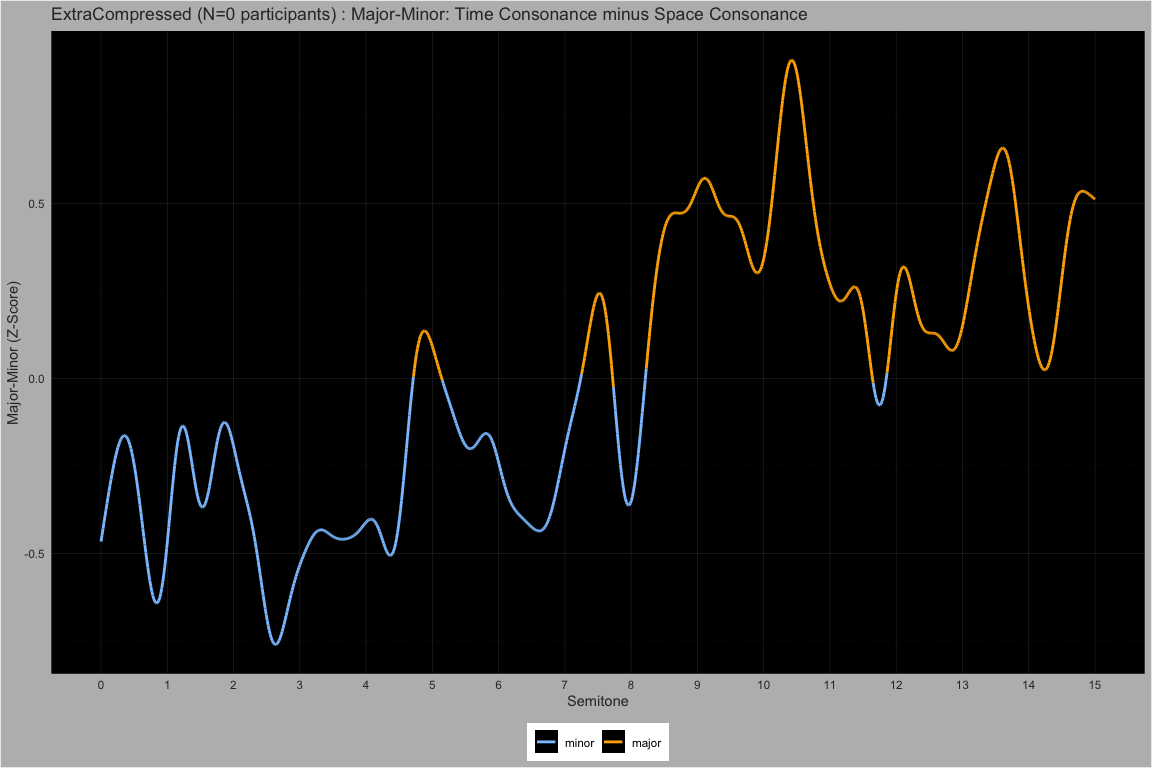 ExtraCompressed (N=0 participants) : Major-Minor: Time Consonance minus Space Consonance
Major-Minor (Z-Score)
0.5
0.0
-0.5
0 1 2 3 4 5 6 7 8 9 10 11 12 13 14 15
Semitone
minor major